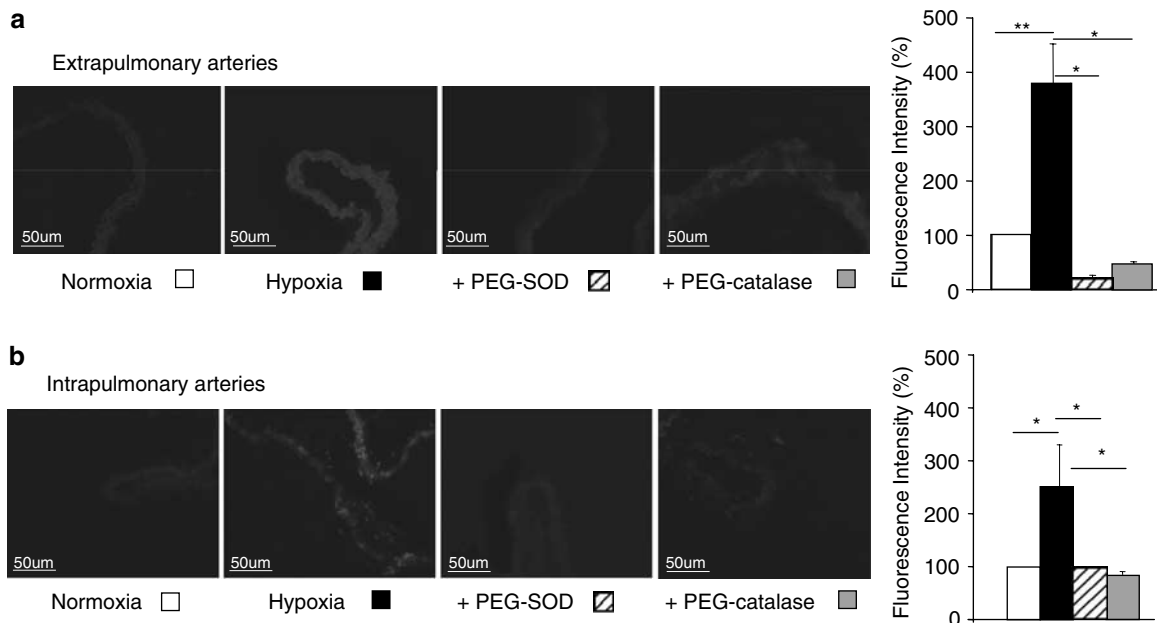 a
Extrapulmonary arteries
50um 50um 50um 50um
Normoxia Hypoxia + PEG-SOD + PEG-catalase
Fluorescence Intensity (%)
500
400
300
200
100
0
** * *
b
Intrapulmonary arteries
50um 50um 50um 50um
Normoxia Hypoxia + PEG-SOD + PEG-catalase
Fluorescence Intensity (%)
500
400
300
200
100
0
* * *